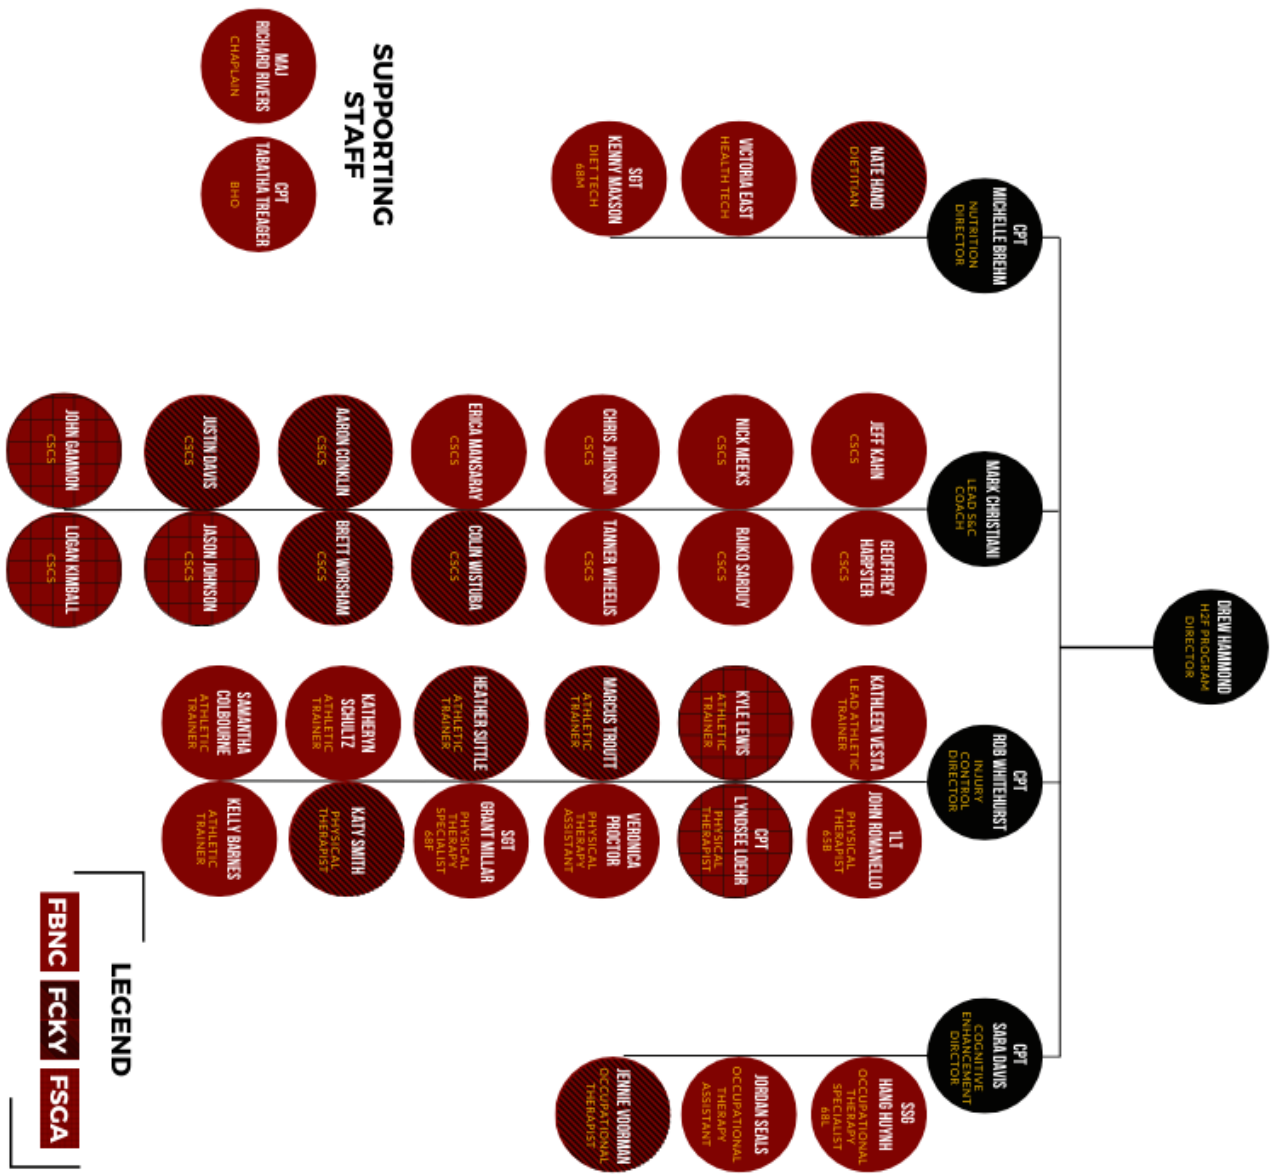 DREW HAMMOND
H2F PROGRAM
DIRECTOR
CPT
MICHELLE BREHM
NUTRITION
DIRECTOR
NATE HAND
DIETITIAN
VICTORIA EAST
HEALTH TECH
SGT
KENNY MAXSON
DIET TECH
68M
MARK CHRISTIANI
LEAD S&C
COACH
JEFF KAHN
CSCS
GEOFFREY
HARPSTER
CSCS
NICK MEEKS
CSCS
RAIKO SARDUY
CSCS
CHRIS JOHNSON
CSCS
TANNER WHEELIS
CSCS
ERICA MANSARAY
CSCS
COLIN WISTUBA
CSCS
AARON CONKLIN
CSCS
BRETT WORSHAM
CSCS
JUSTIN DAVIS
CSCS
JASON JOHNSON
CSCS
JOHN GAMMON
CSCS
LOGAN KIMBALL
CSCS
CPT
ROB WHITEHURST
INJURY
CONTROL
DIRECTOR
KATHLEEN VESTA
LEAD ATHLETIC
TRAINER
1LT
JOHN ROMANELLO
PHYSICAL
THERAPIST
65B
KYLE LEWIS
ATHLETIC
TRAINER
CPT
LYNDSEE LOEHR
PHYSICAL
THERAPIST
MARCUS TROUTT
ATHLETIC
TRAINER
VERONICA
PROCTOR
PHYSICAL
THERAPY
ASSISTANT
HEATHER SUTTLE
ATHLETIC
TRAINER
SGT
GRANT MILLAR
PHYSICAL
THERAPY
SPECIALIST
68F
KATHERYN
SCHULTZ
ATHLETIC
TRAINER
KATY SMITH
PHYSICAL
THERAPIST
SAMANTHA
COLBOURNE
ATHLETIC
TRAINER
KELLY BARNES
ATHLETIC
TRAINER
CPT
SARA DAVIS
COGNITIVE
ENHANCEMENT
DIRCTOR
SSG
HANG HUYNH
OCCUPATIONAL
THERAPY
SPECIALIST
68L
JORDAN SEALS
OCCUPATIONAL
THERAPY
ASSISTANT
JENNIE VOORMAN
OCCUPATIONAL
THERAPIST
SUPPORTING
STAFF
MAJ
RICHARD RIVERS
CHAPLAIN
CPT
TABATHA TREAGER
BHO
LEGEND
FBNC FCKY FSGA